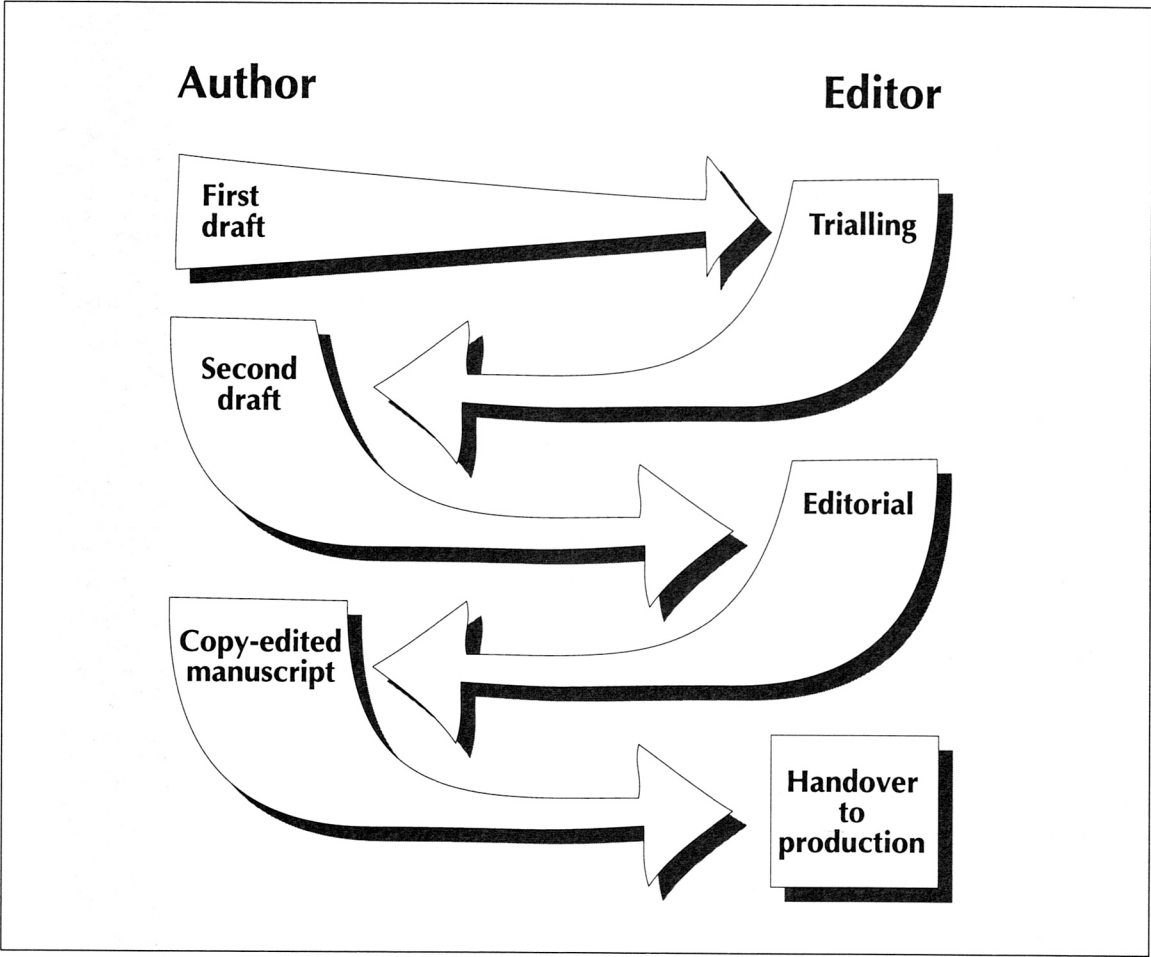 Author
Editor
First
draft
Trialling
Second
draft
Editorial
Copy-edited
manuscript
Handover
to
production